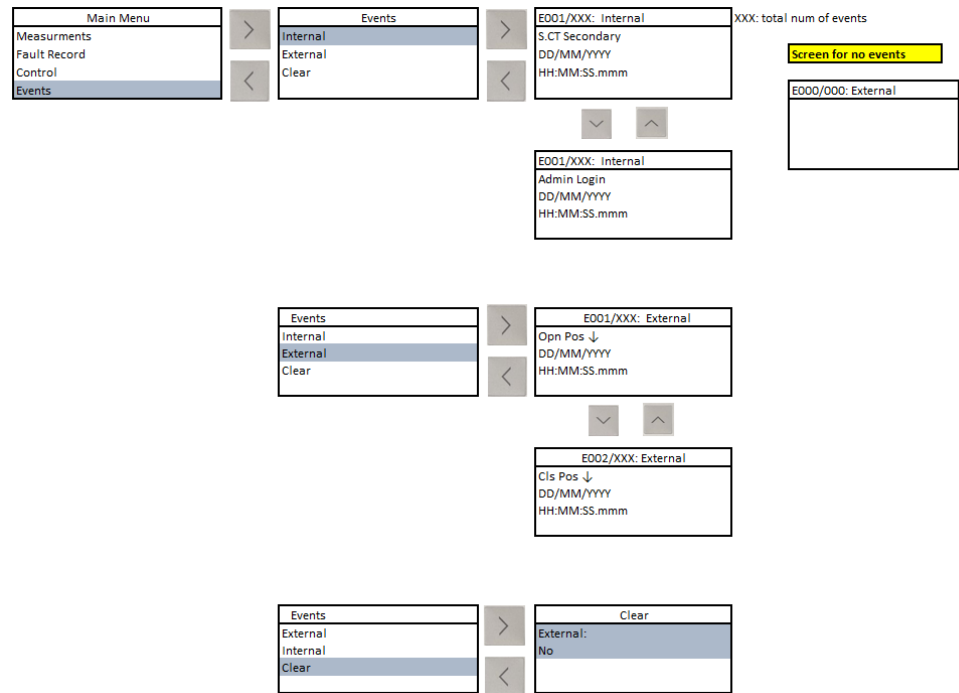 Main Menu
Measurments
Fault Record
Control
Events
Events
Internal
External
Clear
E001/XXX: Internal
S.CT Secondary
DD/MM/YYYY
HH:MM:SS.mmm
XXX: total num of events
Screen for no events
E000/000: External
E001/XXX: Internal
Admin Login
DD/MM/YYYY
HH:MM:SS.mmm
Events
Internal
External
Clear
E001/XXX: External
Opn Pos ↓
DD/MM/YYYY
HH:MM:SS.mmm
E002/XXX: External
Cls Pos ↓
DD/MM/YYYY
HH:MM:SS.mmm
Events
External
Internal
Clear
Clear
External:
No